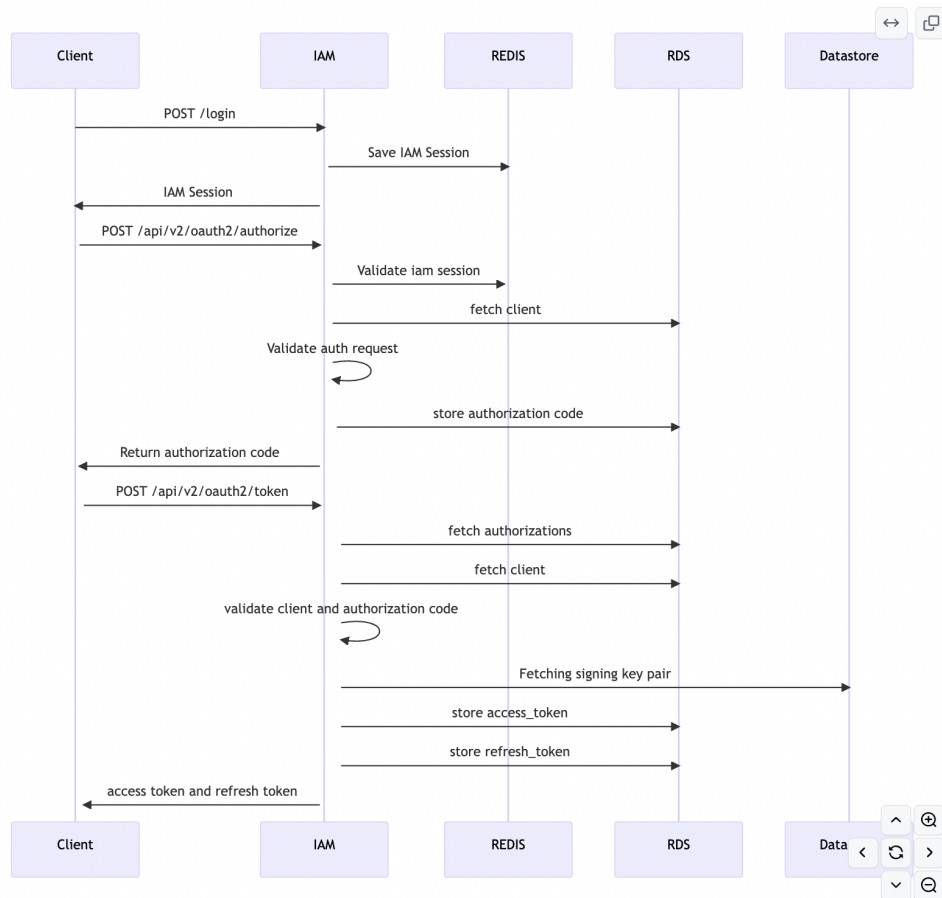 Client
IAM
REDIS
RDS
Datastore
POST /login
Save IAM Session
IAM Session
POST /api/v2/oauth2/authorize
Validate iam session
fetch client
Validate auth request
store authorization code
Return authorization code
POST /api/v2/oauth2/token
fetch authorizations
fetch client
validate client and authorization code
Fetching signing key pair
store access_token
store refresh_token
access token and refresh token
Client
IAM
REDIS
RDS
Data